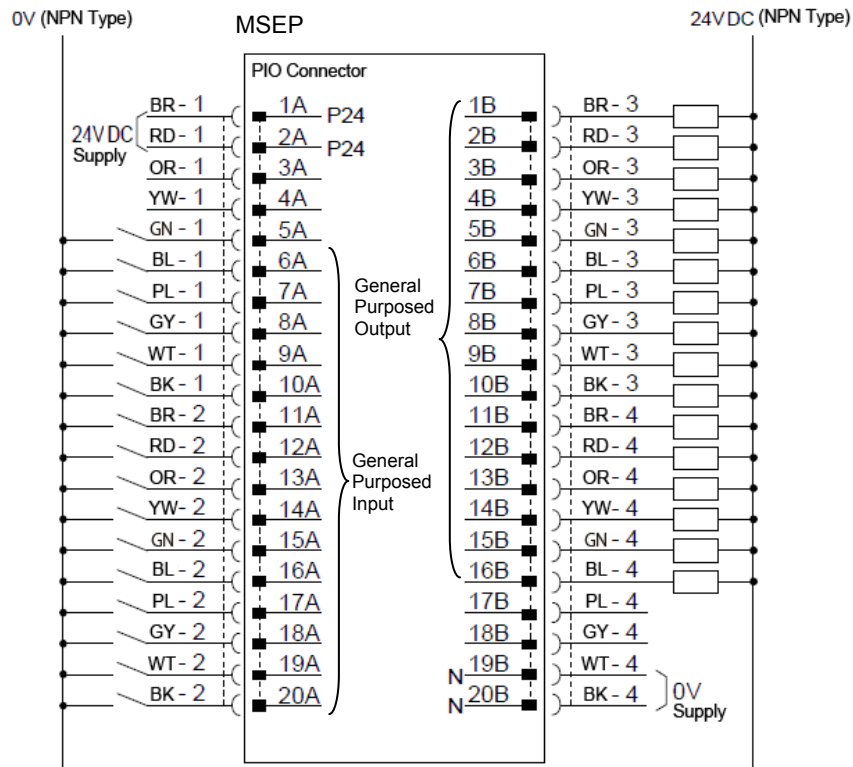 0V (NPN Type)
MSEP
24V DC (NPN Type)
PIO Connector
BR - 1 1A P24 1B BR - 3
24V DC Supply
RD - 1 2A P24 2B RD - 3
OR - 1 3A 3B OR - 3
YW - 1 4A 4B YW - 3
GN - 1 5A 5B GN - 3
BL - 1 6A 6B BL - 3
General Purposed Output
PL - 1 7A 7B PL - 3
GY - 1 8A 8B GY - 3
WT - 1 9A 9B WT - 3
BK - 1 10A 10B BK - 3
BR - 2 11A 11B BR - 4
RD - 2 12A 12B RD - 4
General Purposed Input
OR - 2 13A 13B OR - 4
YW - 2 14A 14B YW - 4
GN - 2 15A 15B GN - 4
BL - 2 16A 16B BL - 4
PL - 2 17A 17B PL - 4
GY - 2 18A 18B GY - 4
WT - 2 19A N 19B WT - 4
BK - 2 20A N 20B BK - 4
0V Supply